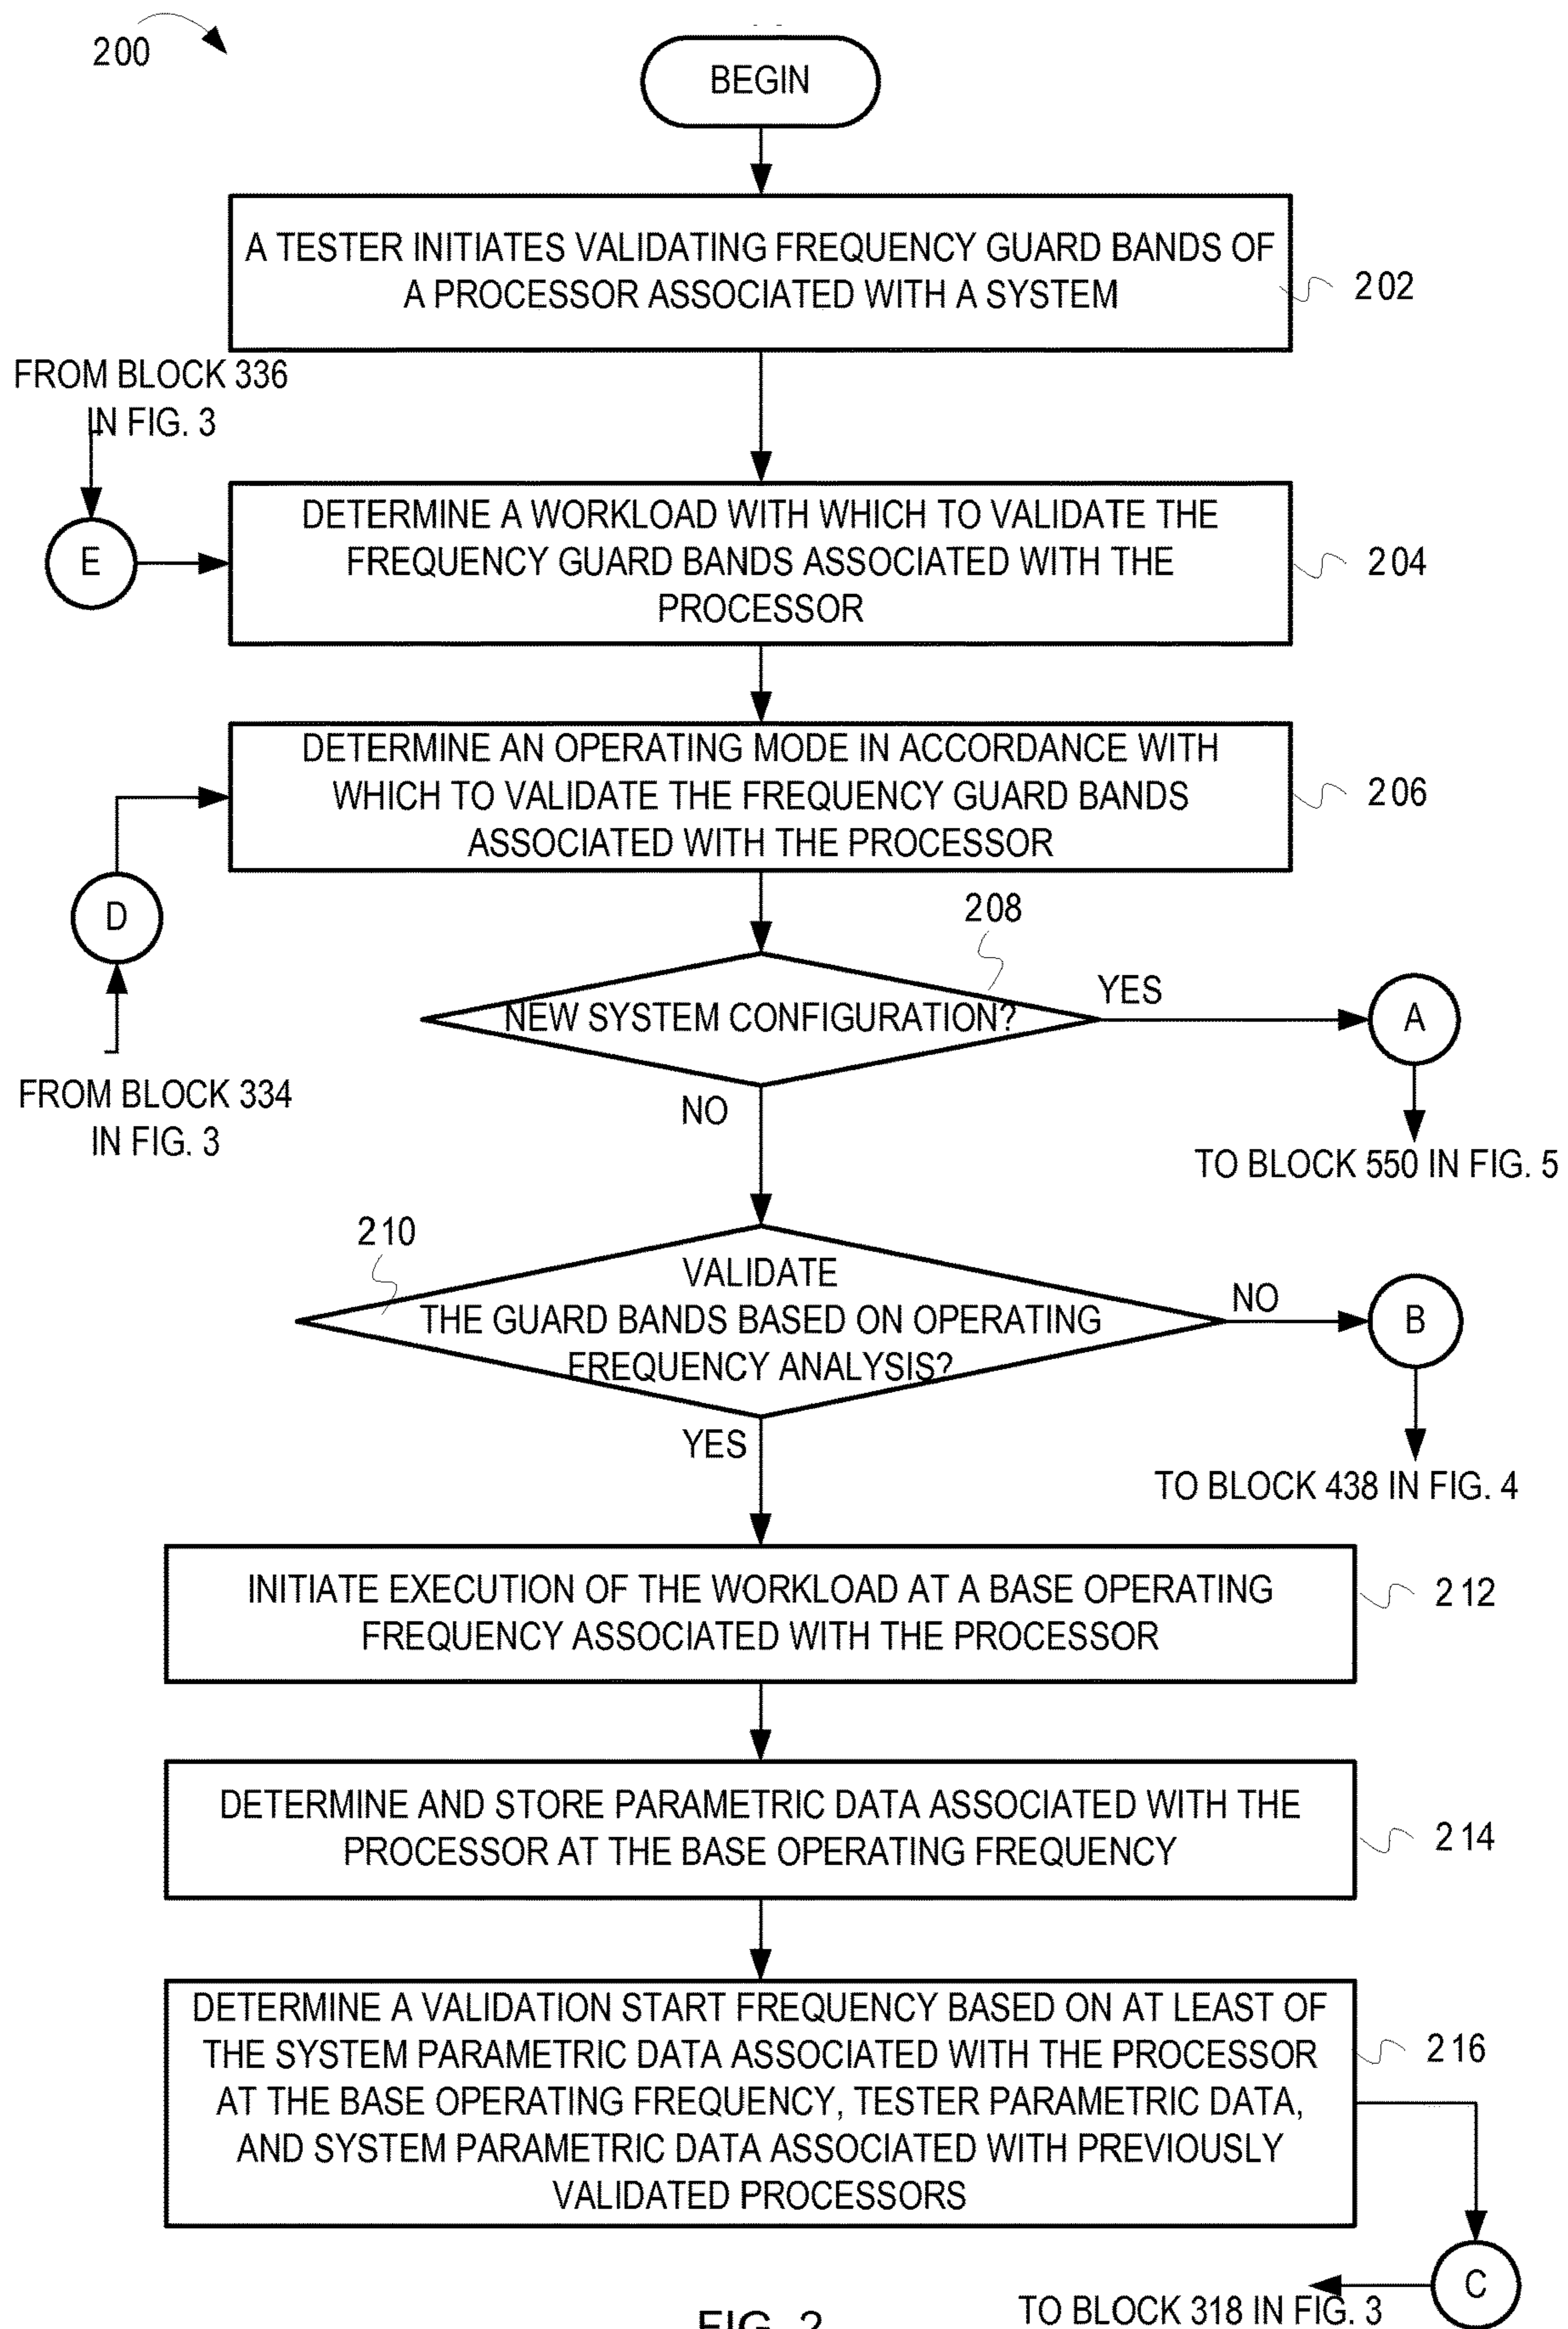 200
BEGIN
A TESTER INITIATES VALIDATING FREQUENCY GUARD BANDS OF
A PROCESSOR ASSOCIATED WITH A SYSTEM
202
FROM BLOCK 336
IN FIG. 3
E
DETERMINE A WORKLOAD WITH WHICH TO VALIDATE THE
FREQUENCY GUARD BANDS ASSOCIATED WITH THE
PROCESSOR
204
DETERMINE AN OPERATING MODE IN ACCORDANCE WITH
WHICH TO VALIDATE THE FREQUENCY GUARD BANDS
ASSOCIATED WITH THE PROCESSOR
206
D
FROM BLOCK 334
IN FIG. 3
208
NEW SYSTEM CONFIGURATION?
YES
A
TO BLOCK 550 IN FIG. 5
NO
210
VALIDATE
THE GUARD BANDS BASED ON OPERATING
FREQUENCY ANALYSIS?
NO
B
TO BLOCK 438 IN FIG. 4
YES
INITIATE EXECUTION OF THE WORKLOAD AT A BASE OPERATING
FREQUENCY ASSOCIATED WITH THE PROCESSOR
212
DETERMINE AND STORE PARAMETRIC DATA ASSOCIATED WITH THE
PROCESSOR AT THE BASE OPERATING FREQUENCY
214
DETERMINE A VALIDATION START FREQUENCY BASED ON AT LEAST OF
THE SYSTEM PARAMETRIC DATA ASSOCIATED WITH THE PROCESSOR
AT THE BASE OPERATING FREQUENCY, TESTER PARAMETRIC DATA,
AND SYSTEM PARAMETRIC DATA ASSOCIATED WITH PREVIOUSLY
VALIDATED PROCESSORS
216
C
TO BLOCK 318 IN FIG. 3
FIG. 2